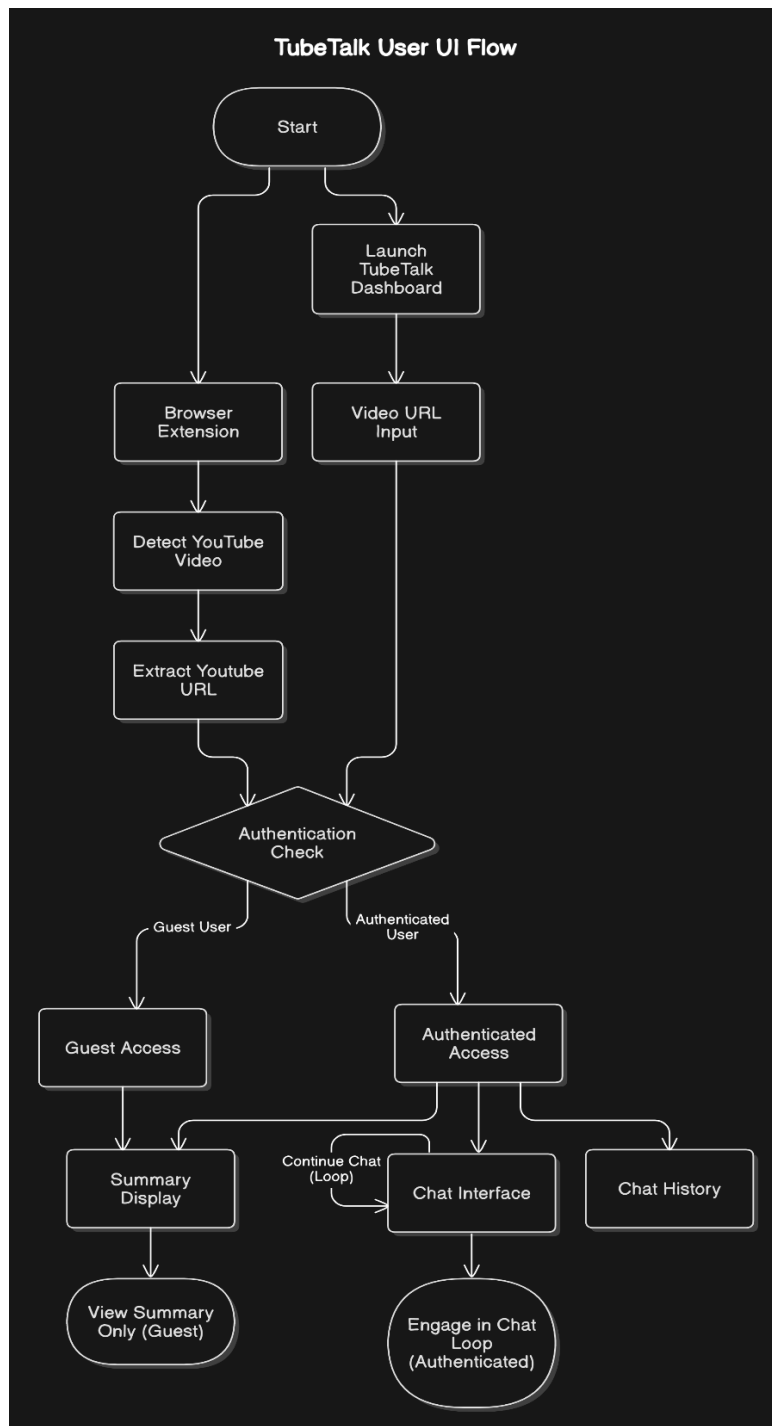 TubeTalk User UI Flow
Start
Launch
TubeTalk
Dashboard
Browser
Extension
Video URL
Input
Detect YouTube
Video
Extract Youtube
URL
Authentication
Check
Guest User
Authenticated
User
Guest Access
Authenticated
Access
Summary
Display
Continue Chat
(Loop)
Chat Interface
Chat History
View Summary
Only (Guest)
Engage in Chat
Loop
(Authenticated)